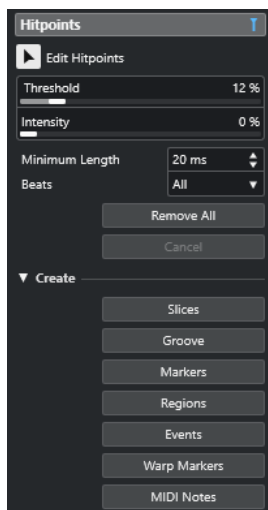 Hitpoints
Edit Hitpoints
Threshold 12 %
Intensity 0 %
Minimum Length 20 ms
Beats All
Remove All
Cancel
Create
Slices
Groove
Markers
Regions
Events
Warp Markers
MIDI Notes